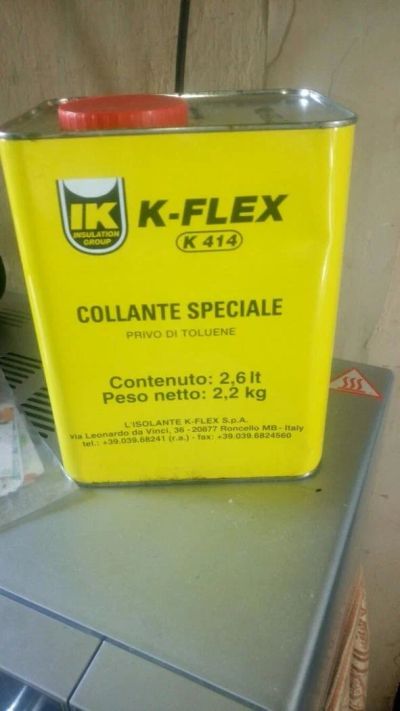 IK
INSULATION
GROUP
K-FLEX
K 414
COLLANTE SPECIALE
PRIVO DI TOLUENE
Contenuto: 2,6 lt
Peso netto: 2,2 kg
L'ISOLANTE K-FLEX S.p.A.
Via Leonardo da Vinci, 36 - 20877 Roncello MB - Italy
tel.: +39.039.68241 (r.a.) - fax: +39.039.6824560